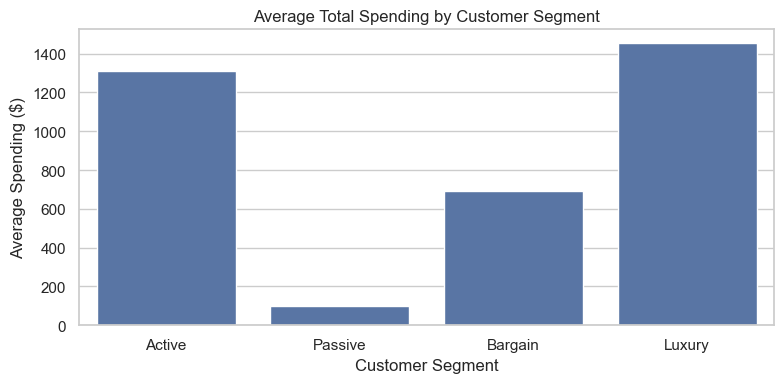 Average Total Spending by Customer Segment
Average Spending ($)
1400
1200
1000
800
600
400
200
0
Active Passive Bargain Luxury
Customer Segment